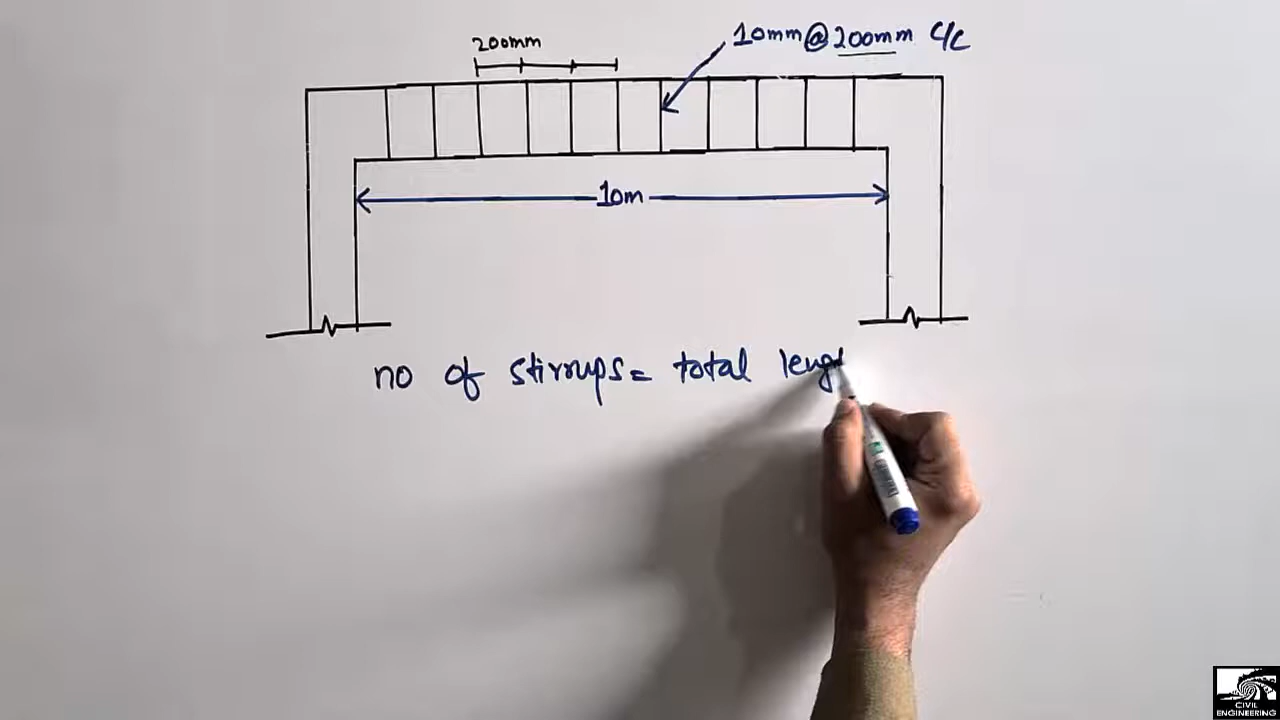 200mm
10mm@200mm C/C
10m
no of stirrups= total lengt
CIVIL
ENGINEERING